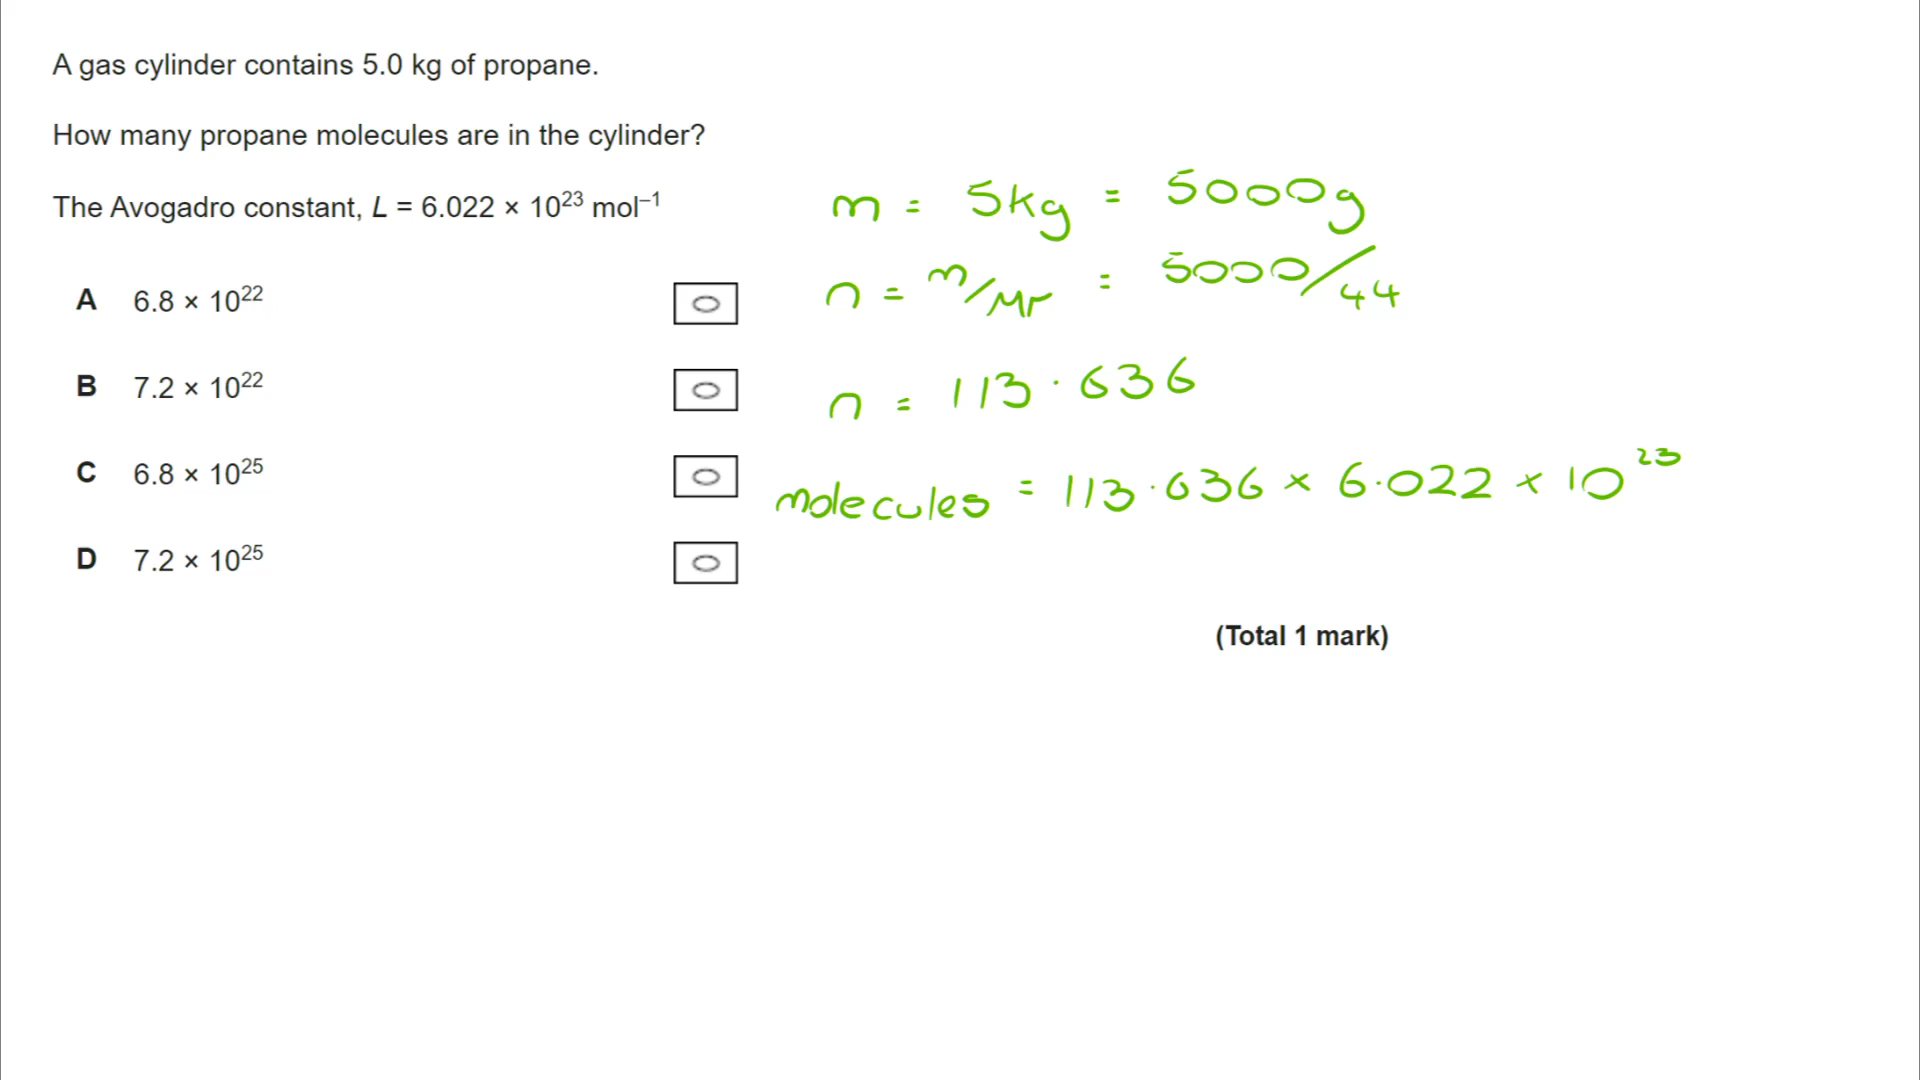 A gas cylinder contains 5.0 kg of propane.
How many propane molecules are in the cylinder?
The Avogadro constant, L = 6.022 × 10²³ mol⁻¹
m = 5kg = 5000g
n = m/Mr = 5000/44
A 6.8 × 10²²
B 7.2 × 10²²
n = 113.636
C 6.8 × 10²⁵
molecules = 113.636 × 6.022 × 10²³
D 7.2 × 10²⁵
(Total 1 mark)